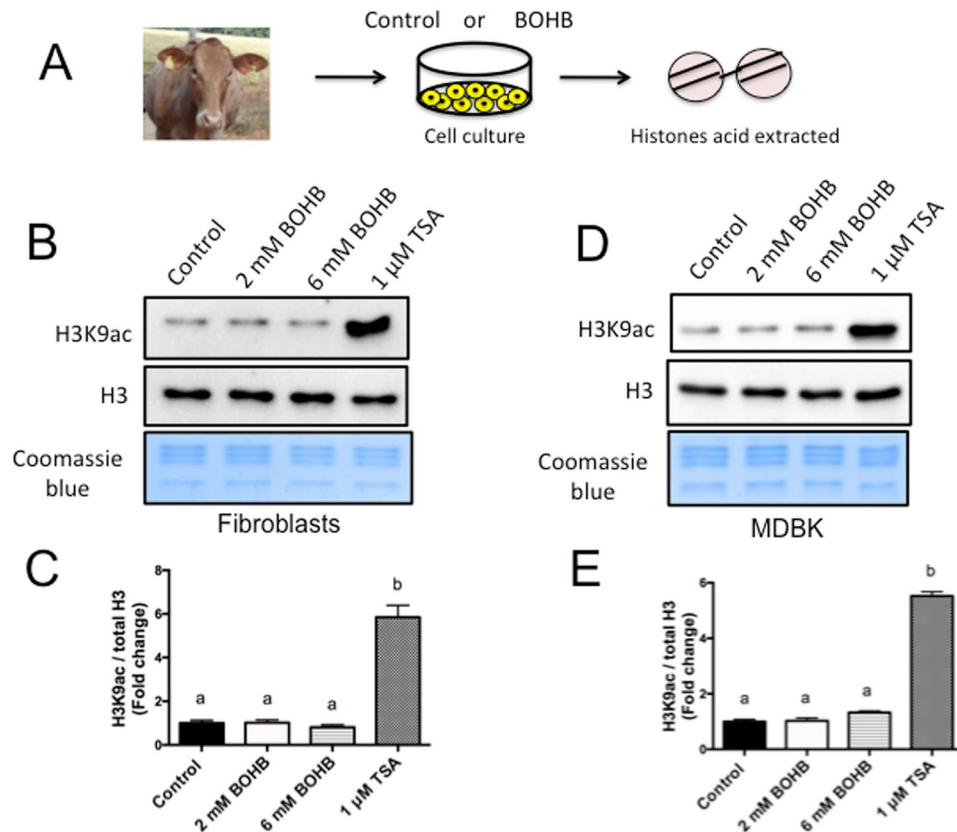 A
Control or BOHB
Cell culture
Histones acid extracted
B
Control
2 mM BOHB
6 mM BOHB
1 µM TSA
H3K9ac
H3
Coomassie
blue
Fibroblasts
D
Control
2 mM BOHB
6 mM BOHB
1 µM TSA
H3K9ac
H3
Coomassie
blue
MDBK
C
H3K9ac / total H3
(Fold change)
8
6
4
2
0
a
a
a
b
Control
2 mM BOHB
6 mM BOHB
1 µM TSA
E
H3K9ac / total H3
(Fold change)
6
4
2
0
a
a
a
b
Control
2 mM BOHB
6 mM BOHB
1 µM TSA